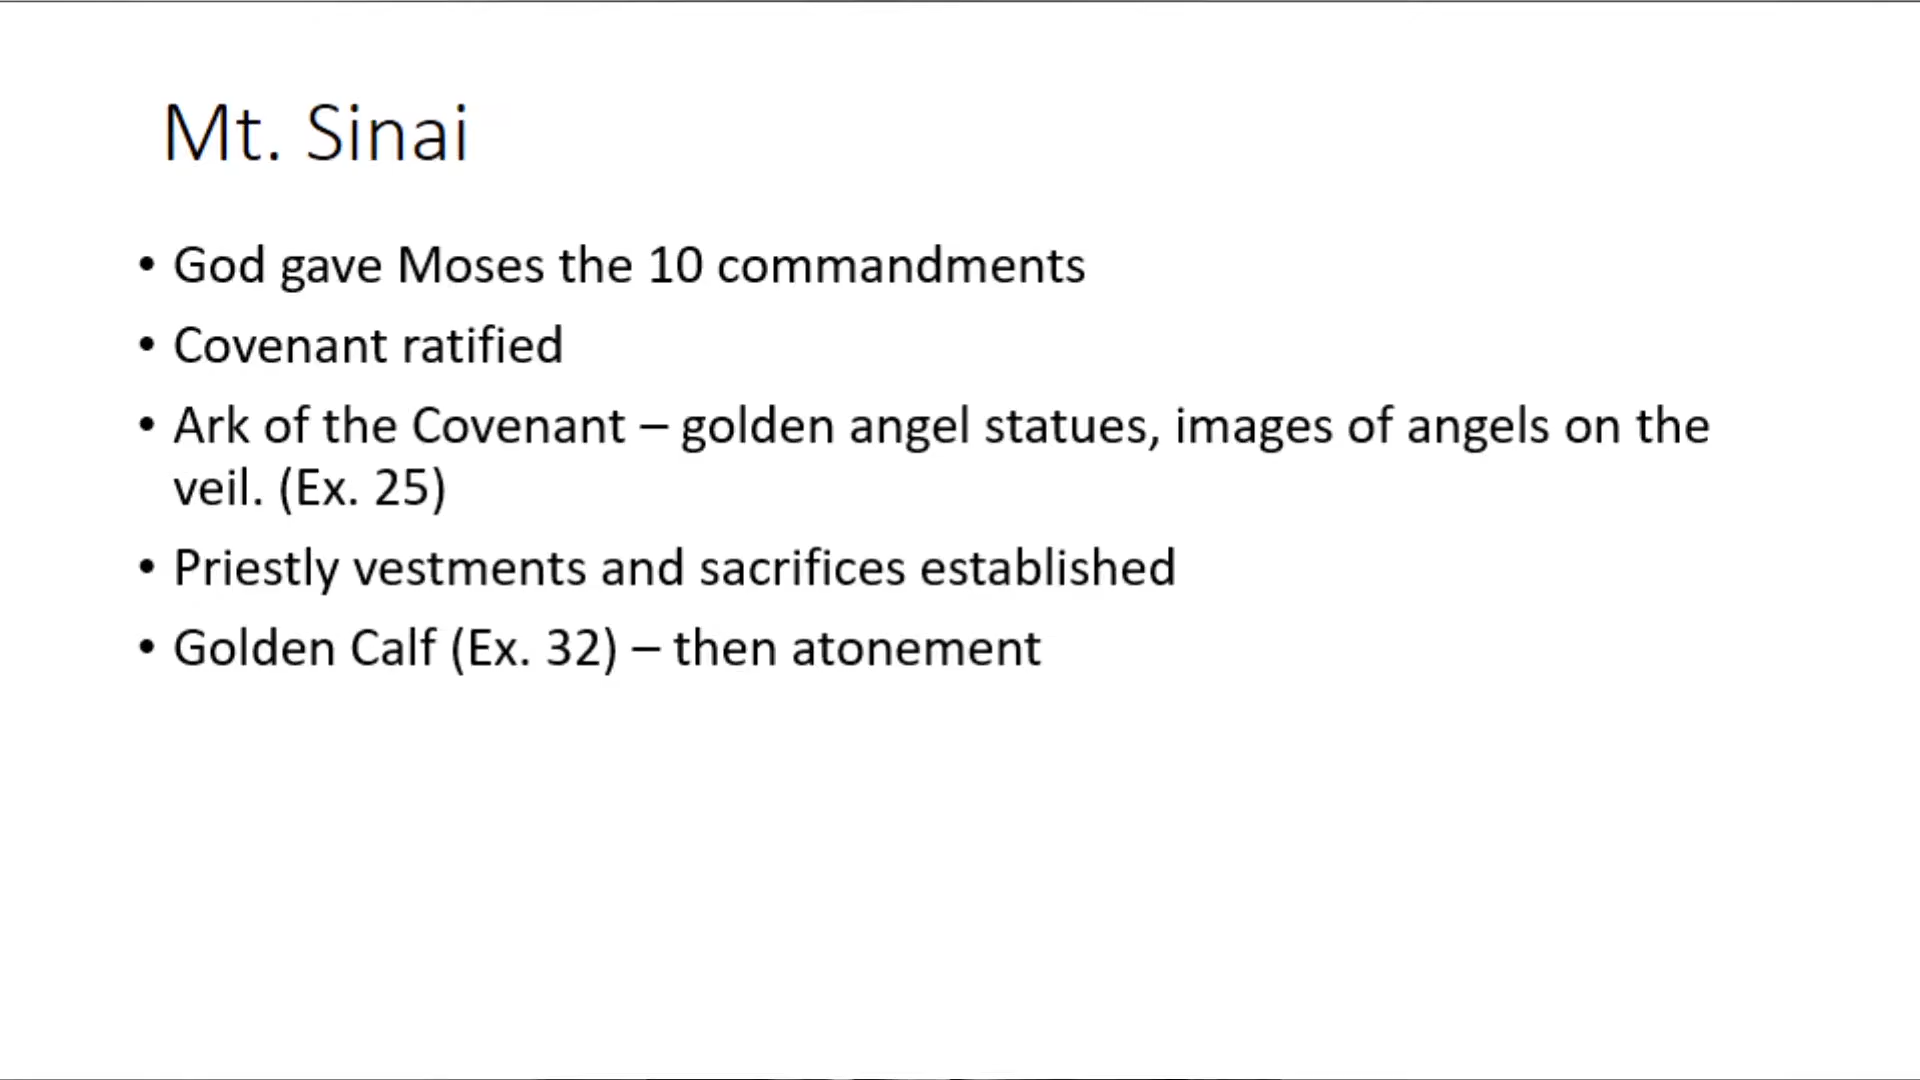 Mt. Sinai
• God gave Moses the 10 commandments
• Covenant ratified
• Ark of the Covenant – golden angel statues, images of angels on the
veil. (Ex. 25)
• Priestly vestments and sacrifices established
• Golden Calf (Ex. 32) – then atonement